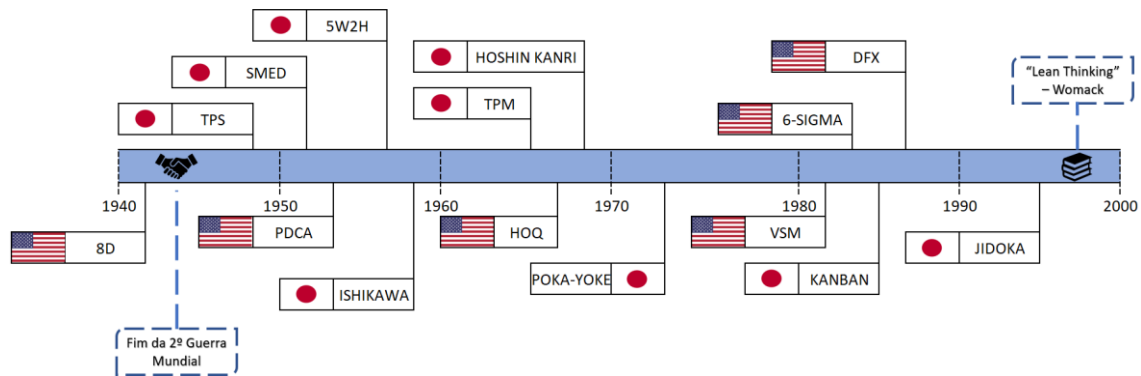 5W2H
HOSHIN KANRI
DFX
“Lean Thinking”
– Womack
SMED
TPM
6-SIGMA
TPS
1940
1950
1960
1970
1980
1990
2000
8D
PDCA
HOQ
VSM
JIDOKA
ISHIKAWA
POKA-YOKE
KANBAN
Fim da 2º Guerra
Mundial